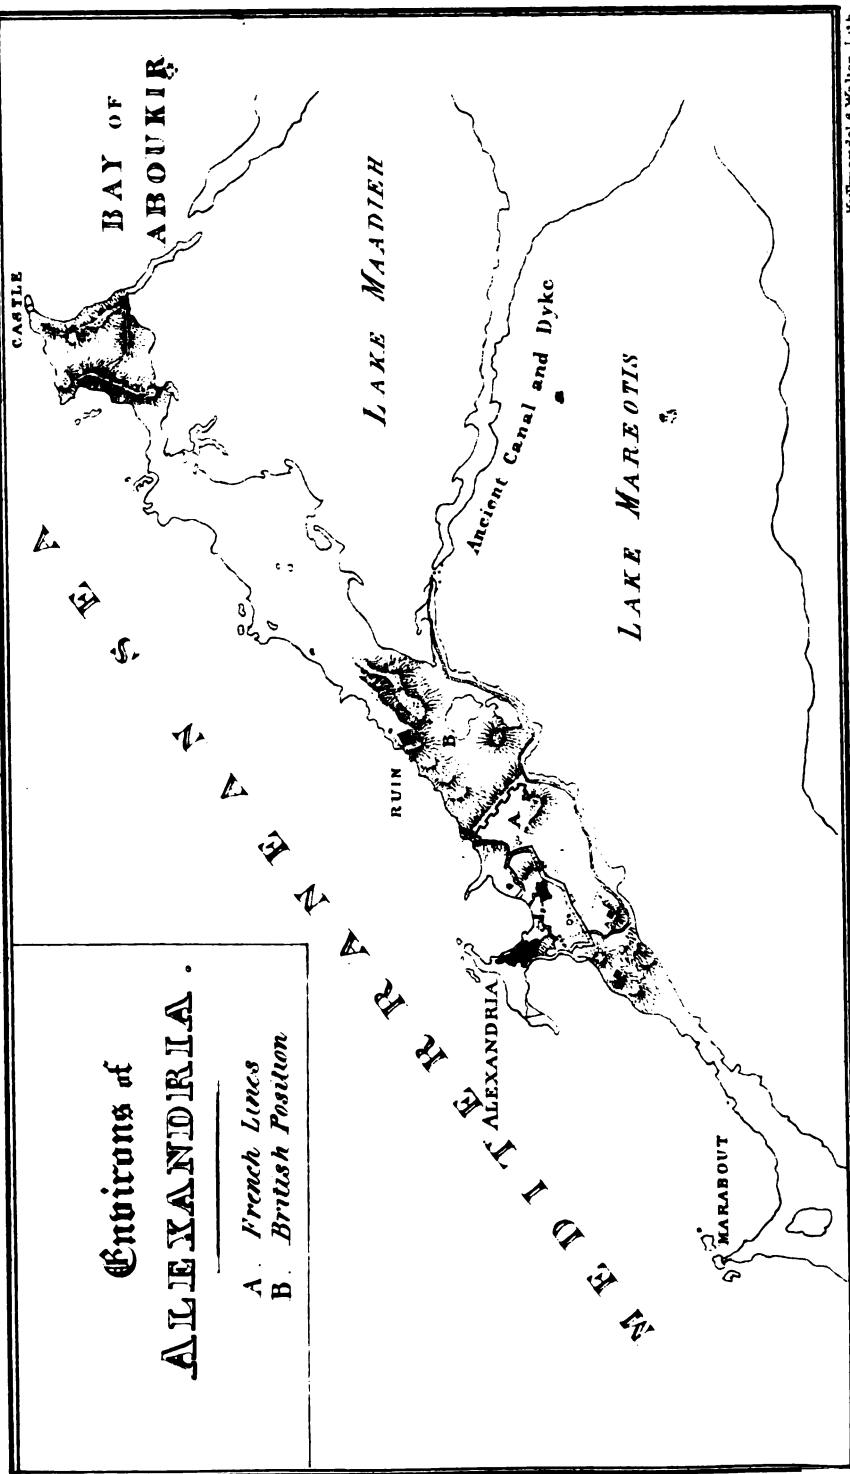 Environs of
ALEXANDRIA.
A. French Lines
B. British Position
MEDITERRANEAN SEA
BAY OF
ABOUKIR
CASTLE
LAKE MAADIEH
Ancient Canal and Dyke
LAKE MAREOTIS
RUIN
B
A
ALEXANDRIA
MARABOUT